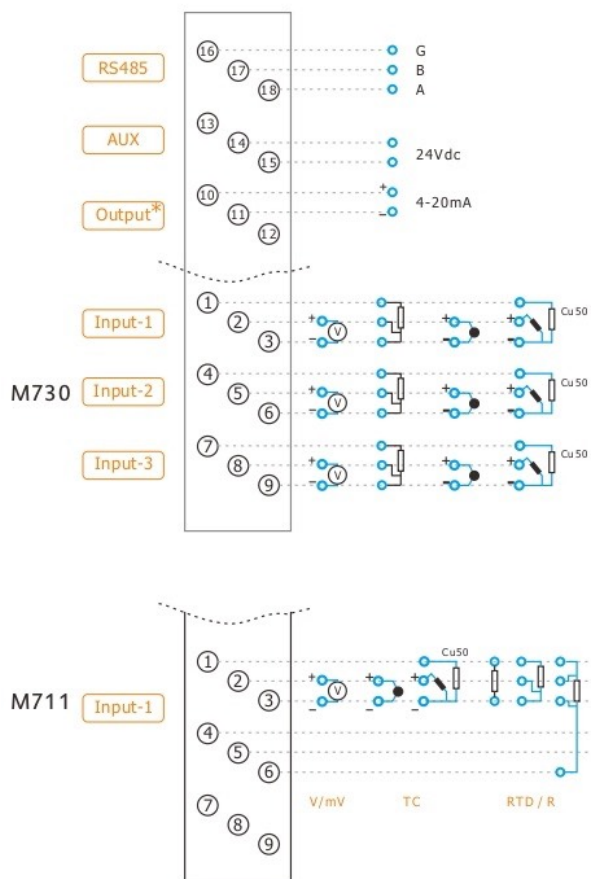 16 G
RS485 17 B
18 A
13
AUX 14
15 24Vdc
10 +
Output* 11 − 4-20mA
12
1 Cu50
Input-1 2 + V + +
3 − − −
4 Cu50
M730 Input-2 5 + V + +
6 − − −
7 Cu50
Input-3 8 + V + +
9 − − −
1 Cu50
2 + + +
M711 Input-1 3 − V − −
4
5
6
7 V/mV TC RTD / R
8
9